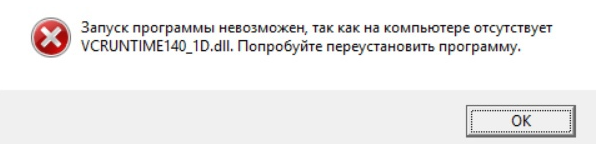 Запуск программы невозможен, так как на компьютере отсутствует
VCRUNTIME140_1D.dll. Попробуйте переустановить программу.
OK